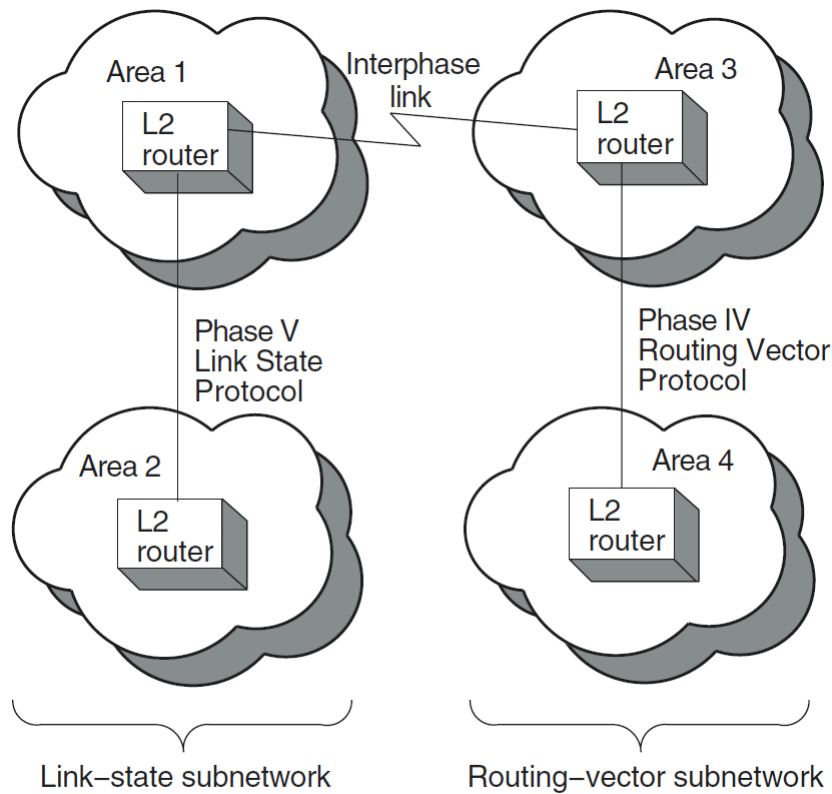 Area 1
L2
router
Interphase
link
Area 3
L2
router
Phase V
Link State
Protocol
Phase IV
Routing Vector
Protocol
Area 2
L2
router
Area 4
L2
router
Link–state subnetwork
Routing–vector subnetwork